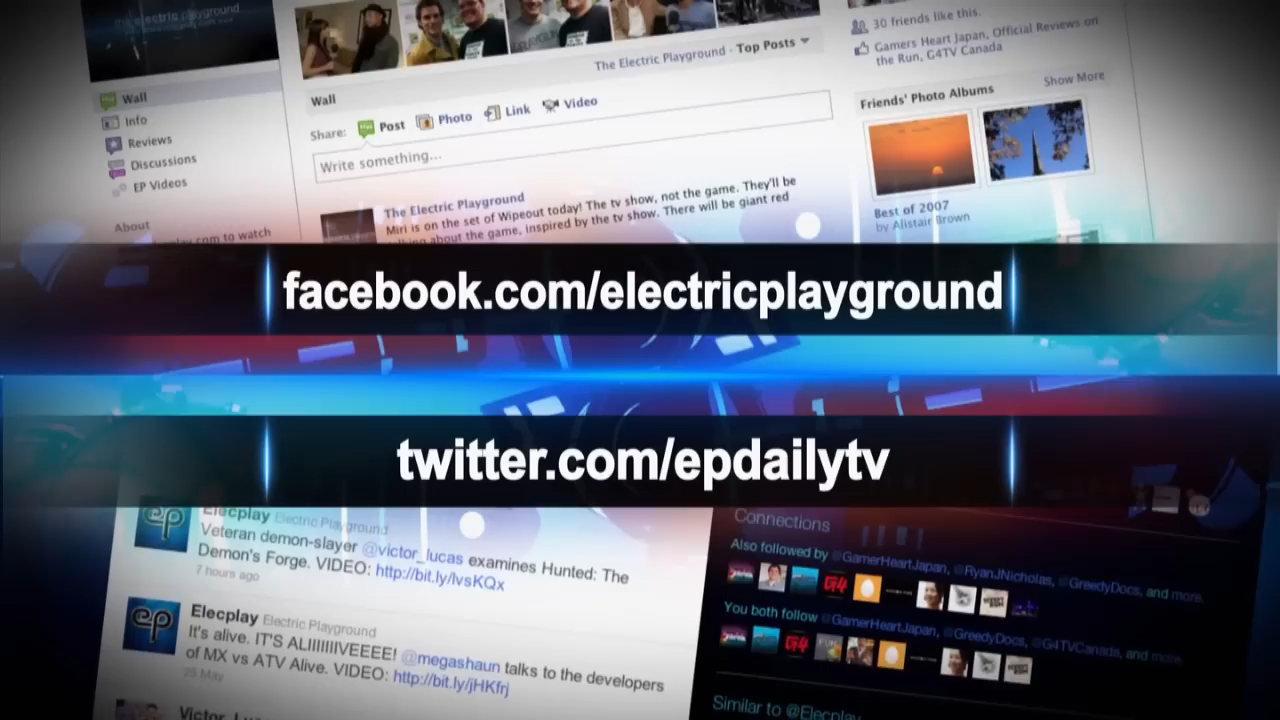 the electric playground
Wall
Info
Reviews
Discussions
EP Videos
About
.com to watch
The Electric Playground · Top Posts
Wall
Share: Post Photo Link Video
Write something...
The Electric Playground
Miri is on the set of Wipeout today! The tv show, not the game. They'll be
about the game, inspired by the tv show. There will be giant red
30 friends like this.
Gamers Heart Japan, Official Reviews on
the Run, G4TV Canada
Friends' Photo Albums
Show More
Best of 2007
by Alistair Brown
facebook.com/electricplayground
twitter.com/epdailytv
ep
Elecplay Electric Playground
Veteran demon-slayer @victor_lucas examines Hunted: The
Demon's Forge. VIDEO: http://bit.ly/lvsKQx
7 hours ago
ep
Elecplay Electric Playground
It's alive. IT'S ALIIIIIIIVEEEE! @megashaun talks to the developers
of MX vs ATV Alive. VIDEO: http://bit.ly/jHKfrj
25 May
Connections
Also followed by @GamerHeartJapan, @RyanJNicholas, @GreedyDocs, and more.
G4
You both follow @GamerHeartJapan, @GreedyDocs, @G4TVCanada, and more.
G4
Similar to @Elecplay